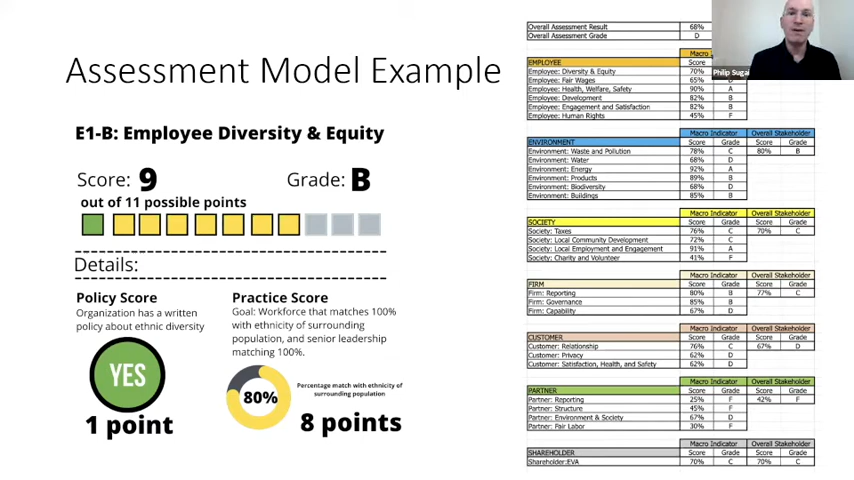 Assessment Model Example
E1-B: Employee Diversity & Equity
Score: 9
Grade: B
out of 11 possible points
Details:
Policy Score
Organization has a written
policy about ethnic diversity
YES
1 point
Practice Score
Goal: Workforce that matches 100%
with ethnicity of surrounding
population, and senior leadership
matching 100%.
80%
Percentage match with ethnicity of
surrounding population
8 points
Overall Assessment Result 68%
Overall Assessment Grade D
Macro
EMPLOYEE Score
Employee: Diversity & Equity 70%
Employee: Fair Wages 65% D
Employee: Health, Welfare, Safety 90% A
Employee: Development 82% B
Employee: Engagement and Satisfaction 82% B
Employee: Human Rights 45% F
Macro Indicator Overall Stakeholder
ENVIRONMENT Score Grade Score Grade
Environment: Waste and Pollution 78% C 80% B
Environment: Water 68% D
Environment: Energy 92% A
Environment: Products 89% B
Environment: Biodiversity 68% D
Environment: Buildings 85% B
Macro Indicator Overall Stakeholder
SOCIETY Score Grade Score Grade
Society: Taxes 76% C 70% C
Society: Local Community Development 72% C
Society: Local Employment and Engagement 91% A
Society: Charity and Volunteer 41% F
Macro Indicator Overall Stakeholder
FIRM Score Grade Score Grade
Firm: Reporting 80% B 77% C
Firm: Governance 85% B
Firm: Capability 67% D
Macro Indicator Overall Stakeholder
CUSTOMER Score Grade Score Grade
Customer: Relationship 76% C 67% D
Customer: Privacy 62% D
Customer: Satisfaction, Health, and Safety 62% D
Macro Indicator Overall Stakeholder
PARTNER Score Grade Score Grade
Partner: Reporting 25% F 42% F
Partner: Structure 45% F
Partner: Environment & Society 67% D
Partner: Fair Labor 30% F
Macro Indicator Overall Stakeholder
SHAREHOLDER Score Grade Score Grade
Shareholder:EVA 70% C 70% C
Philip Sugai